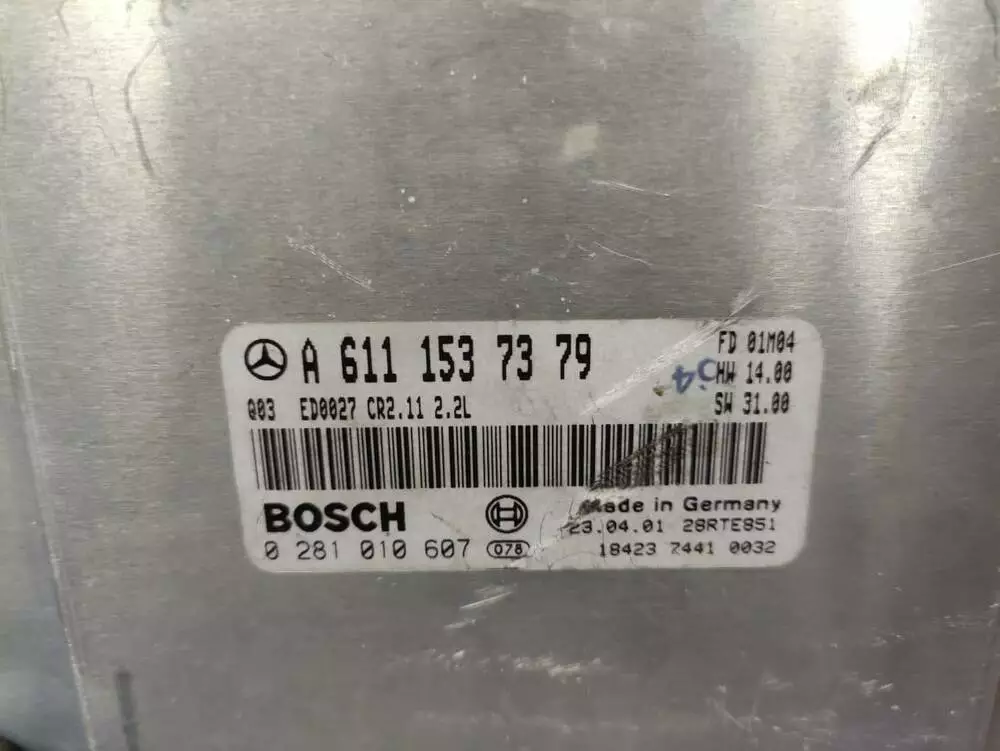 A 611 153 73 79
FD 01M04
HW 14.00
SW 31.00
Q03 ED0027 CR2.11 2.2L
BOSCH
Made in Germany
23.04.01 28RTE851
0 281 010 607 078
18423 7441 0032